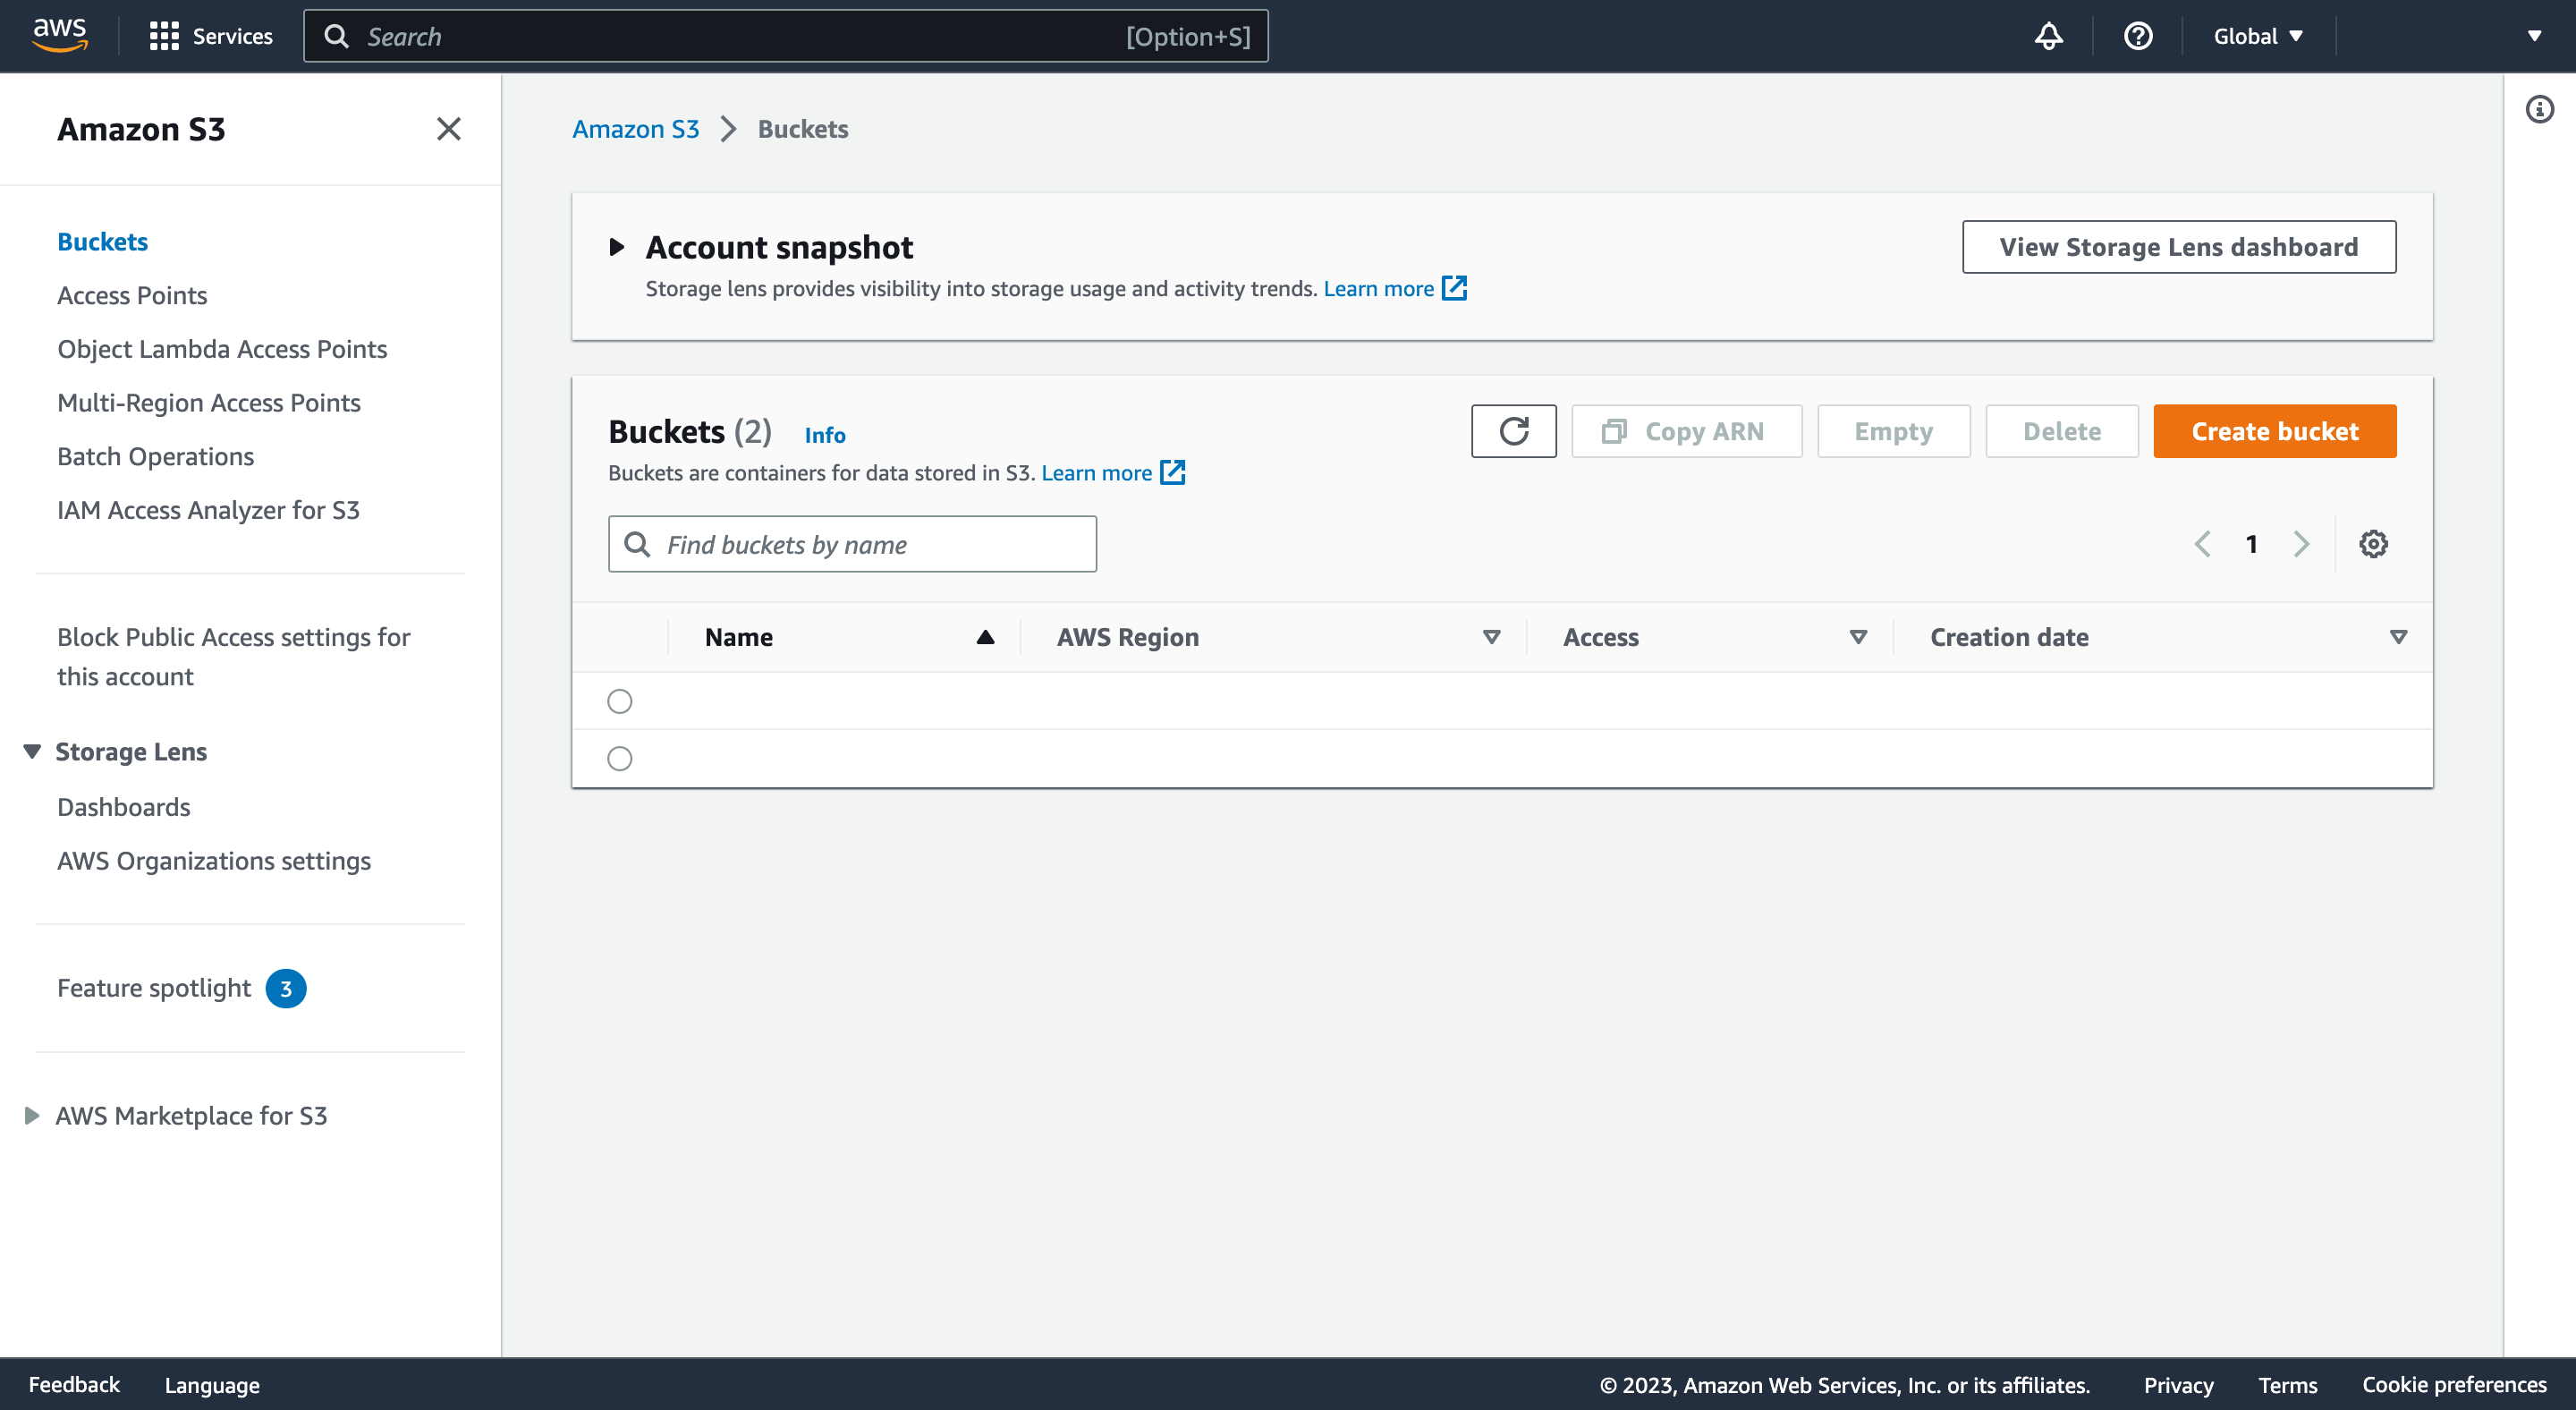 aws
Services
Search [Option+S]
Global
Amazon S3
Buckets
Access Points
Object Lambda Access Points
Multi-Region Access Points
Batch Operations
IAM Access Analyzer for S3
Block Public Access settings for
this account
Storage Lens
Dashboards
AWS Organizations settings
Feature spotlight 3
AWS Marketplace for S3
Amazon S3 Buckets
Account snapshot
View Storage Lens dashboard
Storage lens provides visibility into storage usage and activity trends. Learn more
Buckets (2) Info
Copy ARN
Empty
Delete
Create bucket
Buckets are containers for data stored in S3. Learn more
Find buckets by name
1
Name AWS Region Access Creation date
Feedback Language © 2023, Amazon Web Services, Inc. or its affiliates. Privacy Terms Cookie preferences